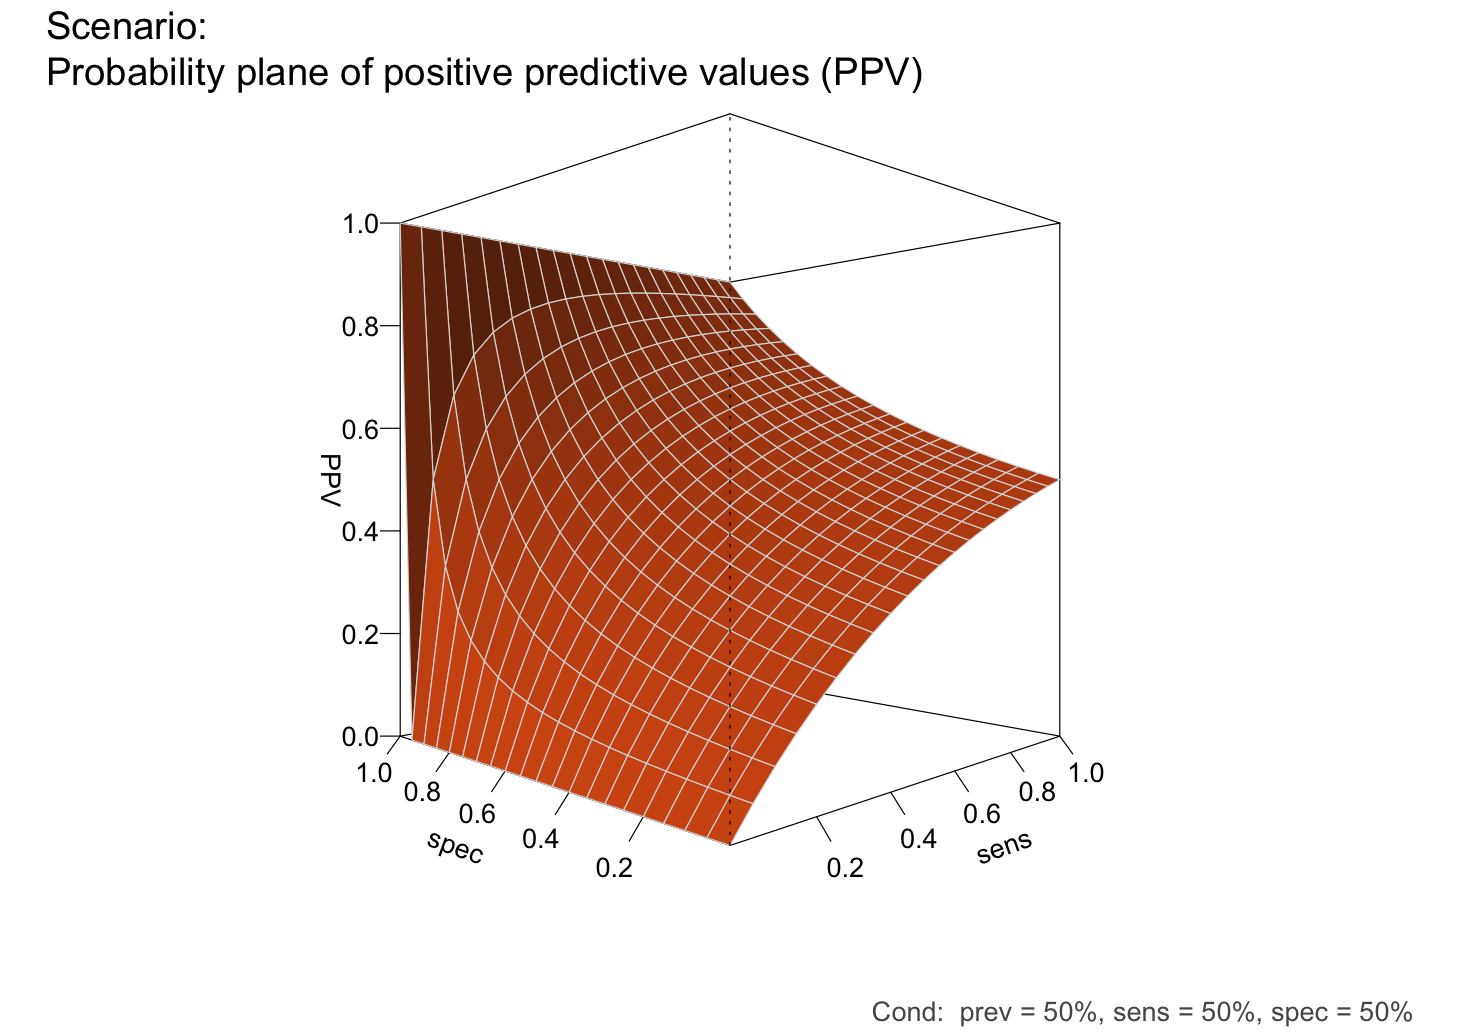 Scenario:
Probability plane of positive predictive values (PPV)
1.0
0.8
0.6
0.4
0.2
0.0
PPV
1.0
0.8
0.6
0.4
0.2
spec
0.2
0.4
0.6
0.8
1.0
sens
Cond:  prev = 50%, sens = 50%, spec = 50%